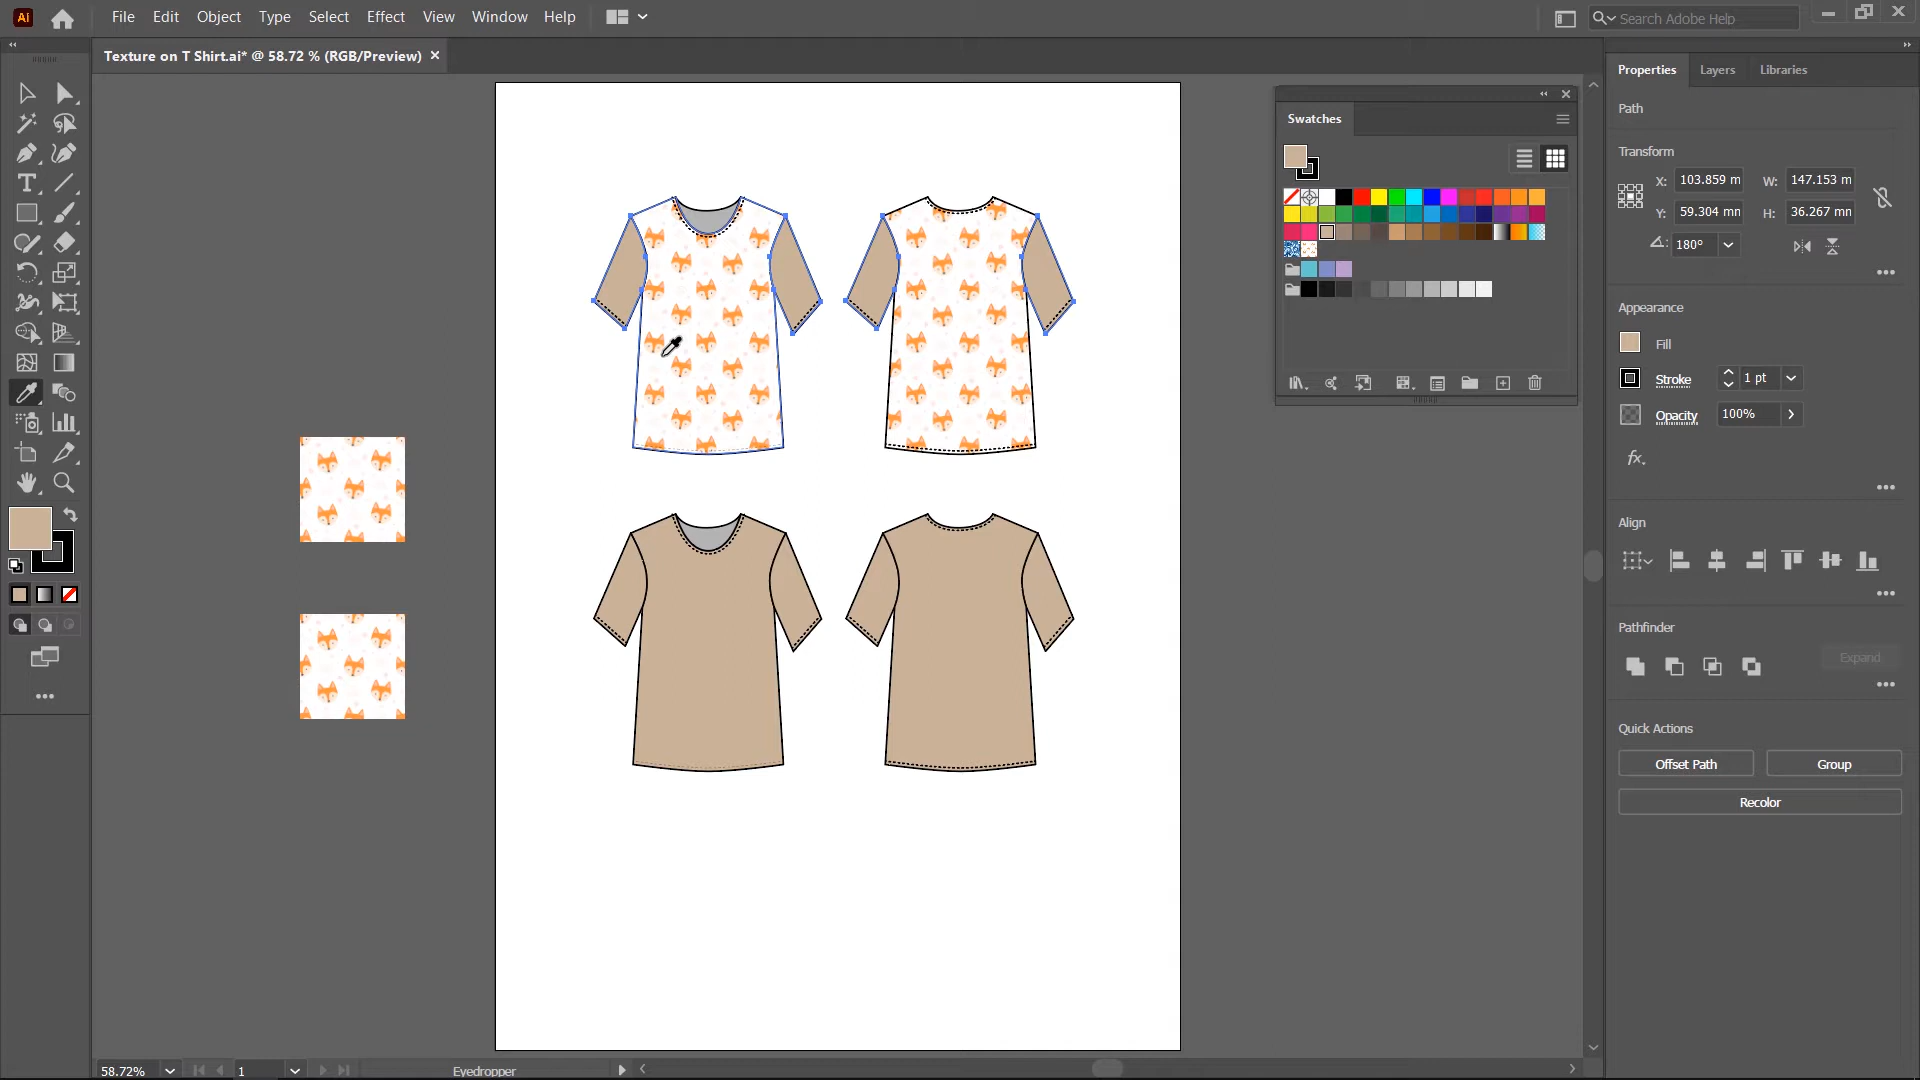 Ai File Edit Object Type Select Effect View Window Help Search Adobe Help
Texture on T Shirt.ai* @ 58.72 % (RGB/Preview)
Properties Layers Libraries
Path
Transform
X: 103.859 m W: 147.153 m
Y: 59.304 mm H: 36.267 mm
180°
Appearance
Fill
Stroke 1 pt
Opacity 100%
fx.
Align
Pathfinder
Expand
Quick Actions
Offset Path Group
Recolor
Swatches
58.72% 1 Eyedropper